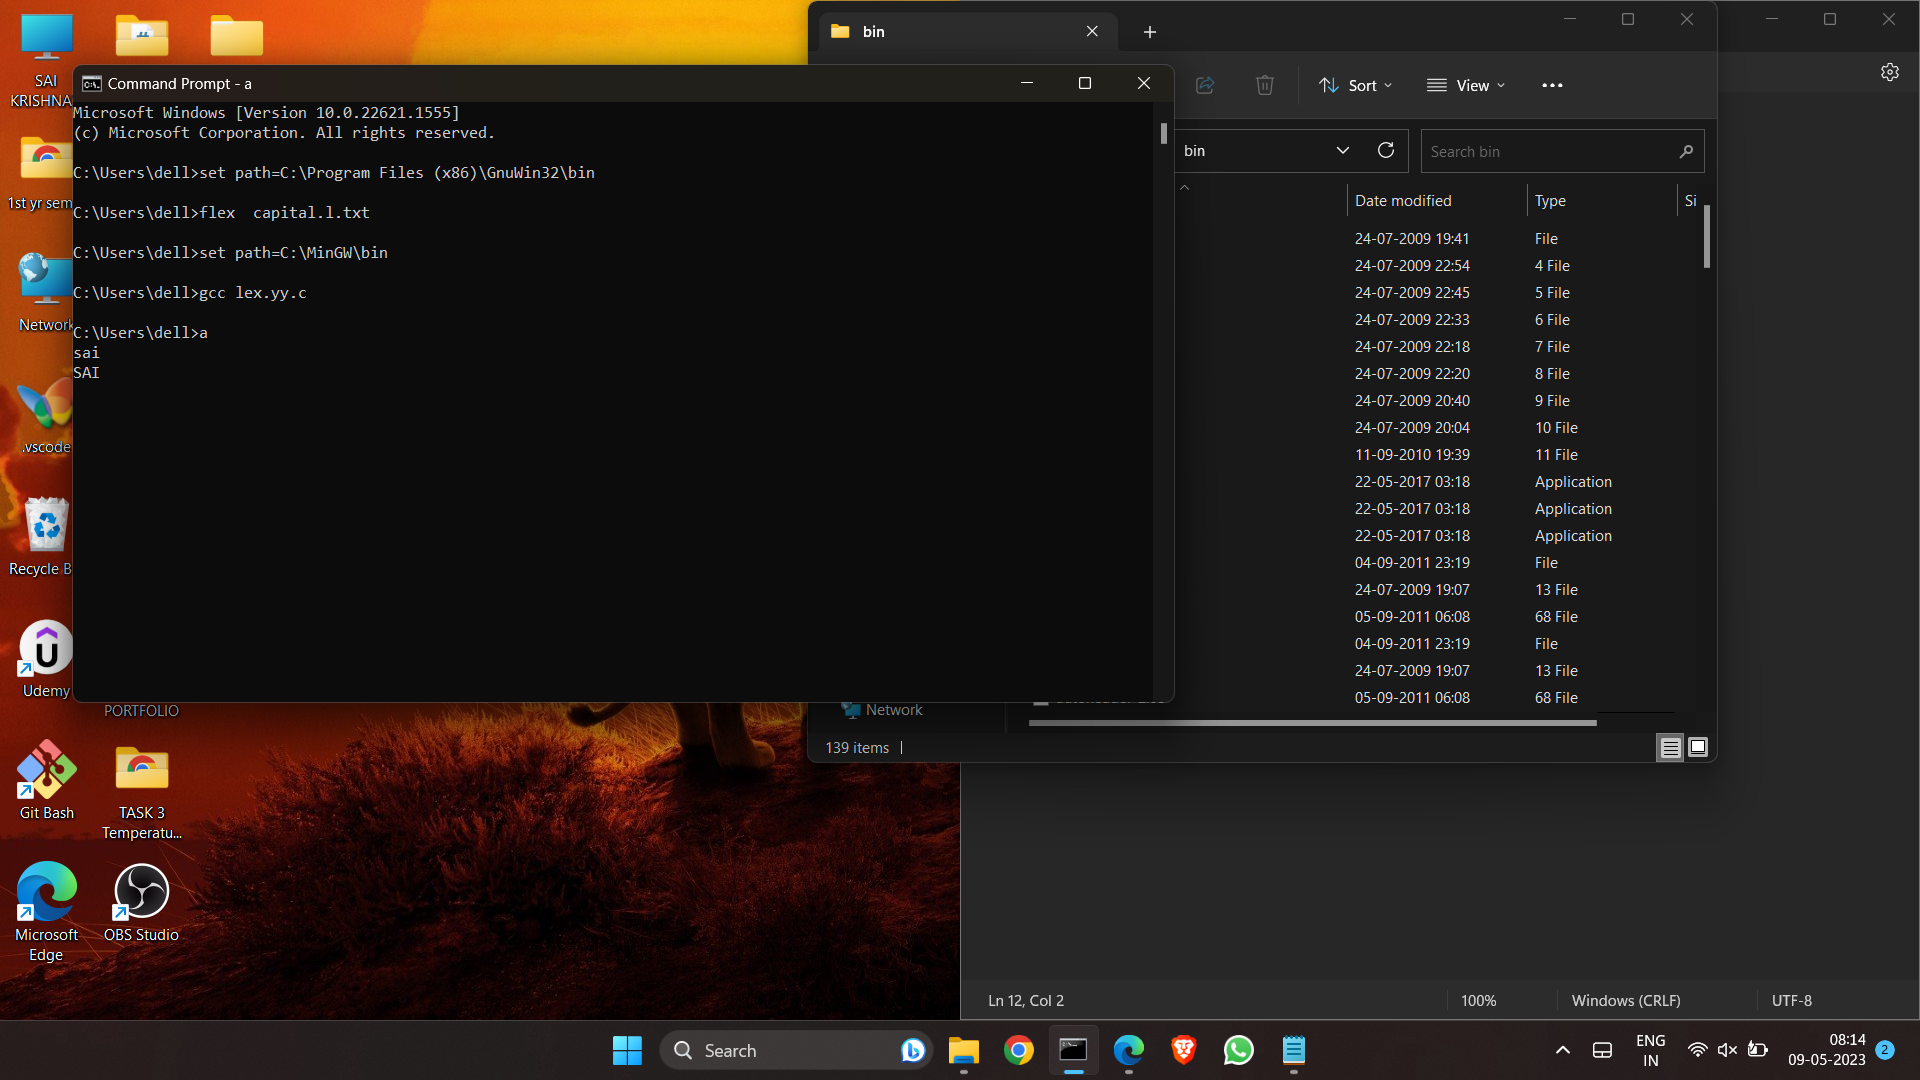 SAI
KRISHNA
1st yr sem
Network
.vscode
Recycle B
Udemy
PORTFOLIO
Git Bash
TASK 3
Temperatu...
Microsoft
Edge
OBS Studio
Command Prompt - a
Microsoft Windows [Version 10.0.22621.1555]
(c) Microsoft Corporation. All rights reserved.
C:\Users\dell>set path=C:\Program Files (x86)\GnuWin32\bin
C:\Users\dell>flex  capital.l.txt
C:\Users\dell>set path=C:\MinGW\bin
C:\Users\dell>gcc lex.yy.c
C:\Users\dell>a
sai
SAI
bin
Sort
View
bin
Search bin
Date modified Type Si
24-07-2009 19:41 File
24-07-2009 22:54 4 File
24-07-2009 22:45 5 File
24-07-2009 22:33 6 File
24-07-2009 22:18 7 File
24-07-2009 22:20 8 File
24-07-2009 20:40 9 File
24-07-2009 20:04 10 File
11-09-2010 19:39 11 File
22-05-2017 03:18 Application
22-05-2017 03:18 Application
22-05-2017 03:18 Application
04-09-2011 23:19 File
24-07-2009 19:07 13 File
05-09-2011 06:08 68 File
04-09-2011 23:19 File
24-07-2009 19:07 13 File
05-09-2011 06:08 68 File
Network
139 items
Ln 12, Col 2
100%
Windows (CRLF)
UTF-8
Search
ENG
IN
08:14
09-05-2023
2